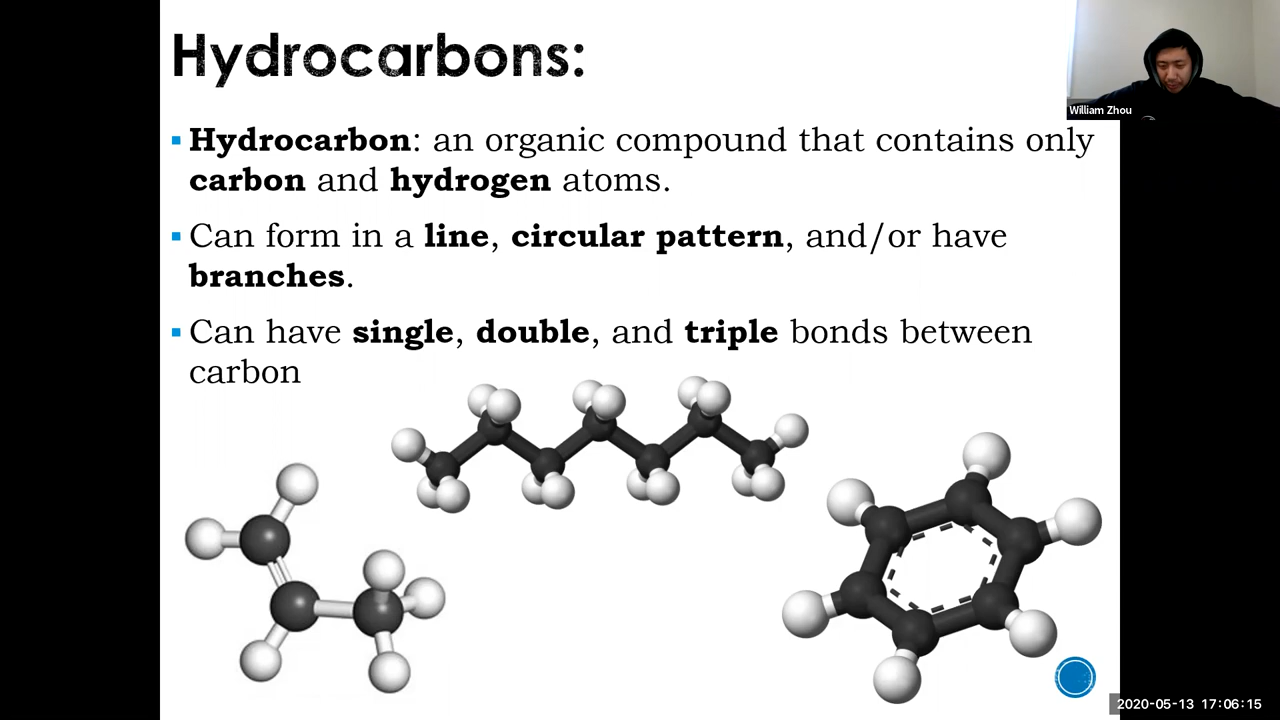 Hydrocarbons:
William Zhou
▪ Hydrocarbon: an organic compound that contains only
carbon and hydrogen atoms.
▪ Can form in a line, circular pattern, and/or have
branches.
▪ Can have single, double, and triple bonds between
carbon
2020-05-13 17:06:15